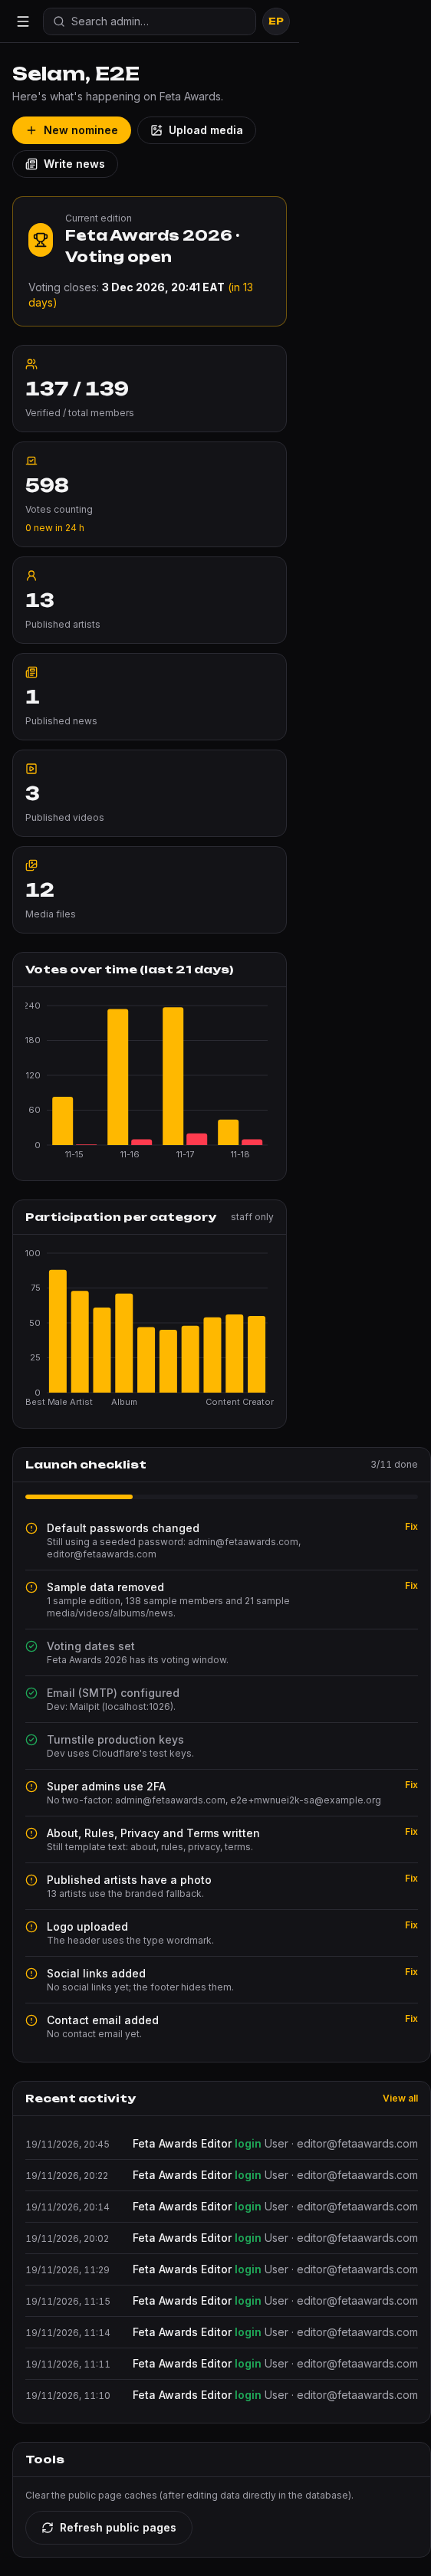 Search admin...
EP
Selam, E2E
Here's what's happening on Feta Awards.
New nominee
Upload media
Write news
Current edition
Feta Awards 2026 ·
Voting open
Voting closes: 3 Dec 2026, 20:41 EAT (in 13
days)
137 / 139
Verified / total members
598
Votes counting
0 new in 24 h
13
Published artists
1
Published news
3
Published videos
12
Media files
Votes over time (last 21 days)
240
180
120
60
0
11-15 11-16 11-17 11-18
Participation per category staff only
100
75
50
25
0
Best Male Artist Album Content Creator
Launch checklist 3/11 done
Default passwords changed Fix
Still using a seeded password: admin@fetaawards.com,
editor@fetaawards.com
Sample data removed Fix
1 sample edition, 138 sample members and 21 sample
media/videos/albums/news.
Voting dates set
Feta Awards 2026 has its voting window.
Email (SMTP) configured
Dev: Mailpit (localhost:1026).
Turnstile production keys
Dev uses Cloudflare's test keys.
Super admins use 2FA Fix
No two-factor: admin@fetaawards.com, e2e+mwnuei2k-sa@example.org
About, Rules, Privacy and Terms written Fix
Still template text: about, rules, privacy, terms.
Published artists have a photo Fix
13 artists use the branded fallback.
Logo uploaded Fix
The header uses the type wordmark.
Social links added Fix
No social links yet; the footer hides them.
Contact email added Fix
No contact email yet.
Recent activity View all
19/11/2026, 20:45 Feta Awards Editor login User · editor@fetaawards.com
19/11/2026, 20:22 Feta Awards Editor login User · editor@fetaawards.com
19/11/2026, 20:14 Feta Awards Editor login User · editor@fetaawards.com
19/11/2026, 20:02 Feta Awards Editor login User · editor@fetaawards.com
19/11/2026, 11:29 Feta Awards Editor login User · editor@fetaawards.com
19/11/2026, 11:15 Feta Awards Editor login User · editor@fetaawards.com
19/11/2026, 11:14 Feta Awards Editor login User · editor@fetaawards.com
19/11/2026, 11:11 Feta Awards Editor login User · editor@fetaawards.com
19/11/2026, 11:10 Feta Awards Editor login User · editor@fetaawards.com
Tools
Clear the public page caches (after editing data directly in the database).
Refresh public pages